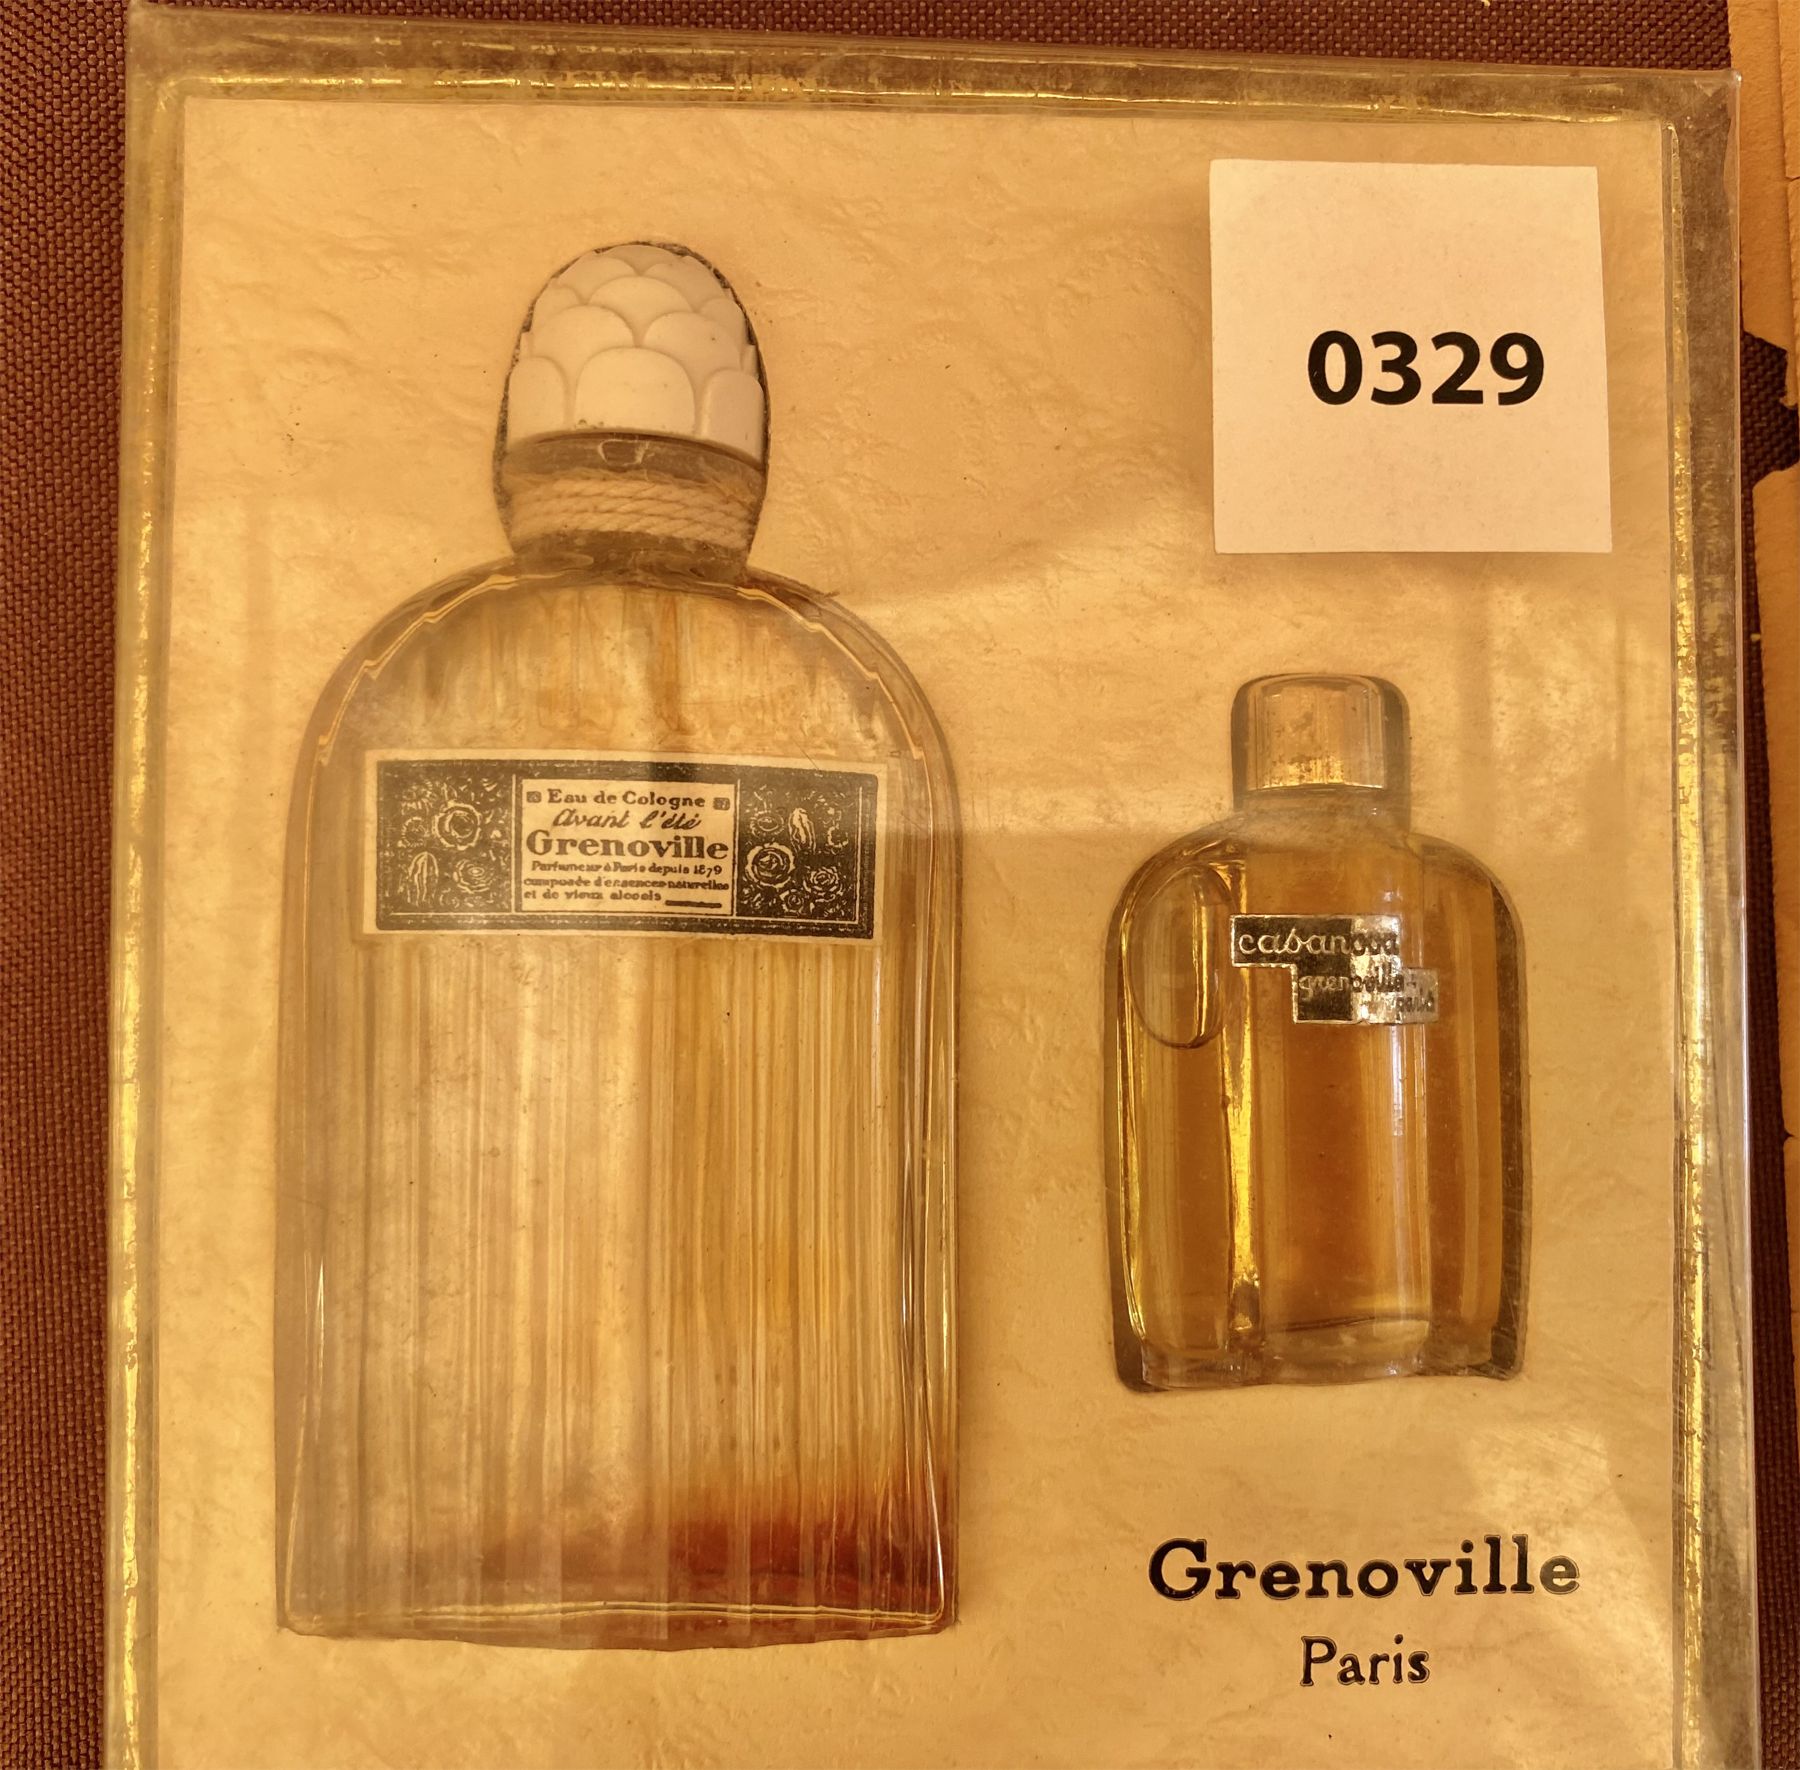 0329
Eau de Cologne
Avant l'été
Grenoville
Parfumeur à Paris depuis 1879
composée d'essences naturelles
et de vieux alcools
casanova
grenoville
paris
Grenoville
Paris